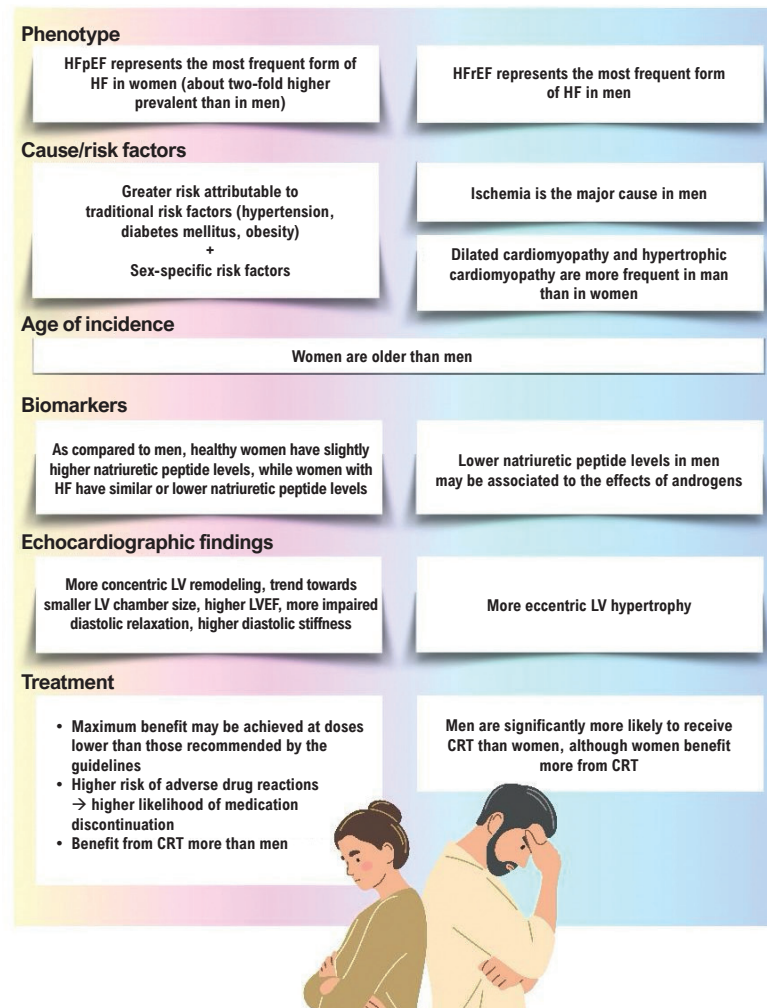 Phenotype
HFpEF represents the most frequent form of
HF in women (about two-fold higher
prevalent than in men)
HFrEF represents the most frequent form
of HF in men
Cause/risk factors
Greater risk attributable to
traditional risk factors (hypertension,
diabetes mellitus, obesity)
+
Sex-specific risk factors
Ischemia is the major cause in men
Dilated cardiomyopathy and hypertrophic
cardiomyopathy are more frequent in man
than in women
Age of incidence
Women are older than men
Biomarkers
As compared to men, healthy women have slightly
higher natriuretic peptide levels, while women with
HF have similar or lower natriuretic peptide levels
Lower natriuretic peptide levels in men
may be associated to the effects of androgens
Echocardiographic findings
More concentric LV remodeling, trend towards
smaller LV chamber size, higher LVEF, more impaired
diastolic relaxation, higher diastolic stiffness
More eccentric LV hypertrophy
Treatment
• Maximum benefit may be achieved at doses
lower than those recommended by the
guidelines
• Higher risk of adverse drug reactions
→ higher likelihood of medication
discontinuation
• Benefit from CRT more than men
Men are significantly more likely to receive
CRT than women, although women benefit
more from CRT